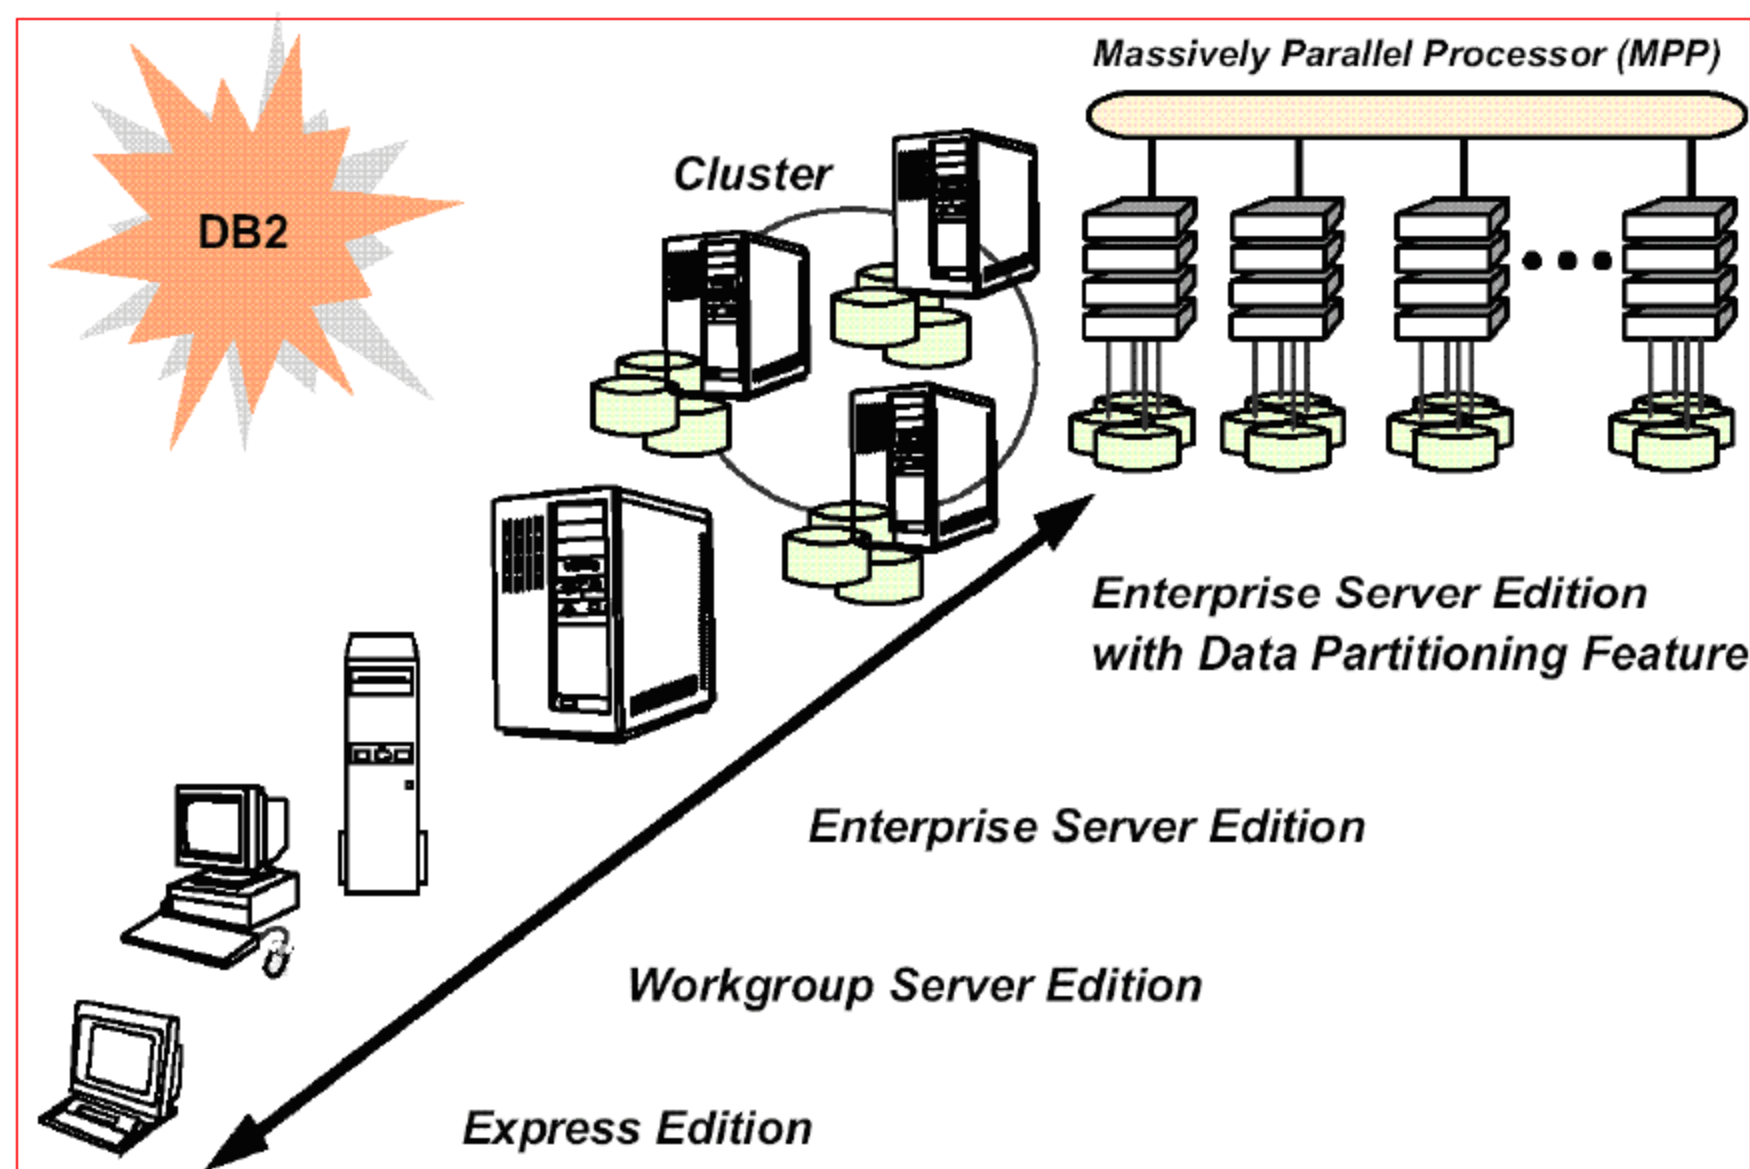 Massively Parallel Processor (MPP)
Cluster
DB2
Enterprise Server Edition
with Data Partitioning Feature
Enterprise Server Edition
Workgroup Server Edition
Express Edition